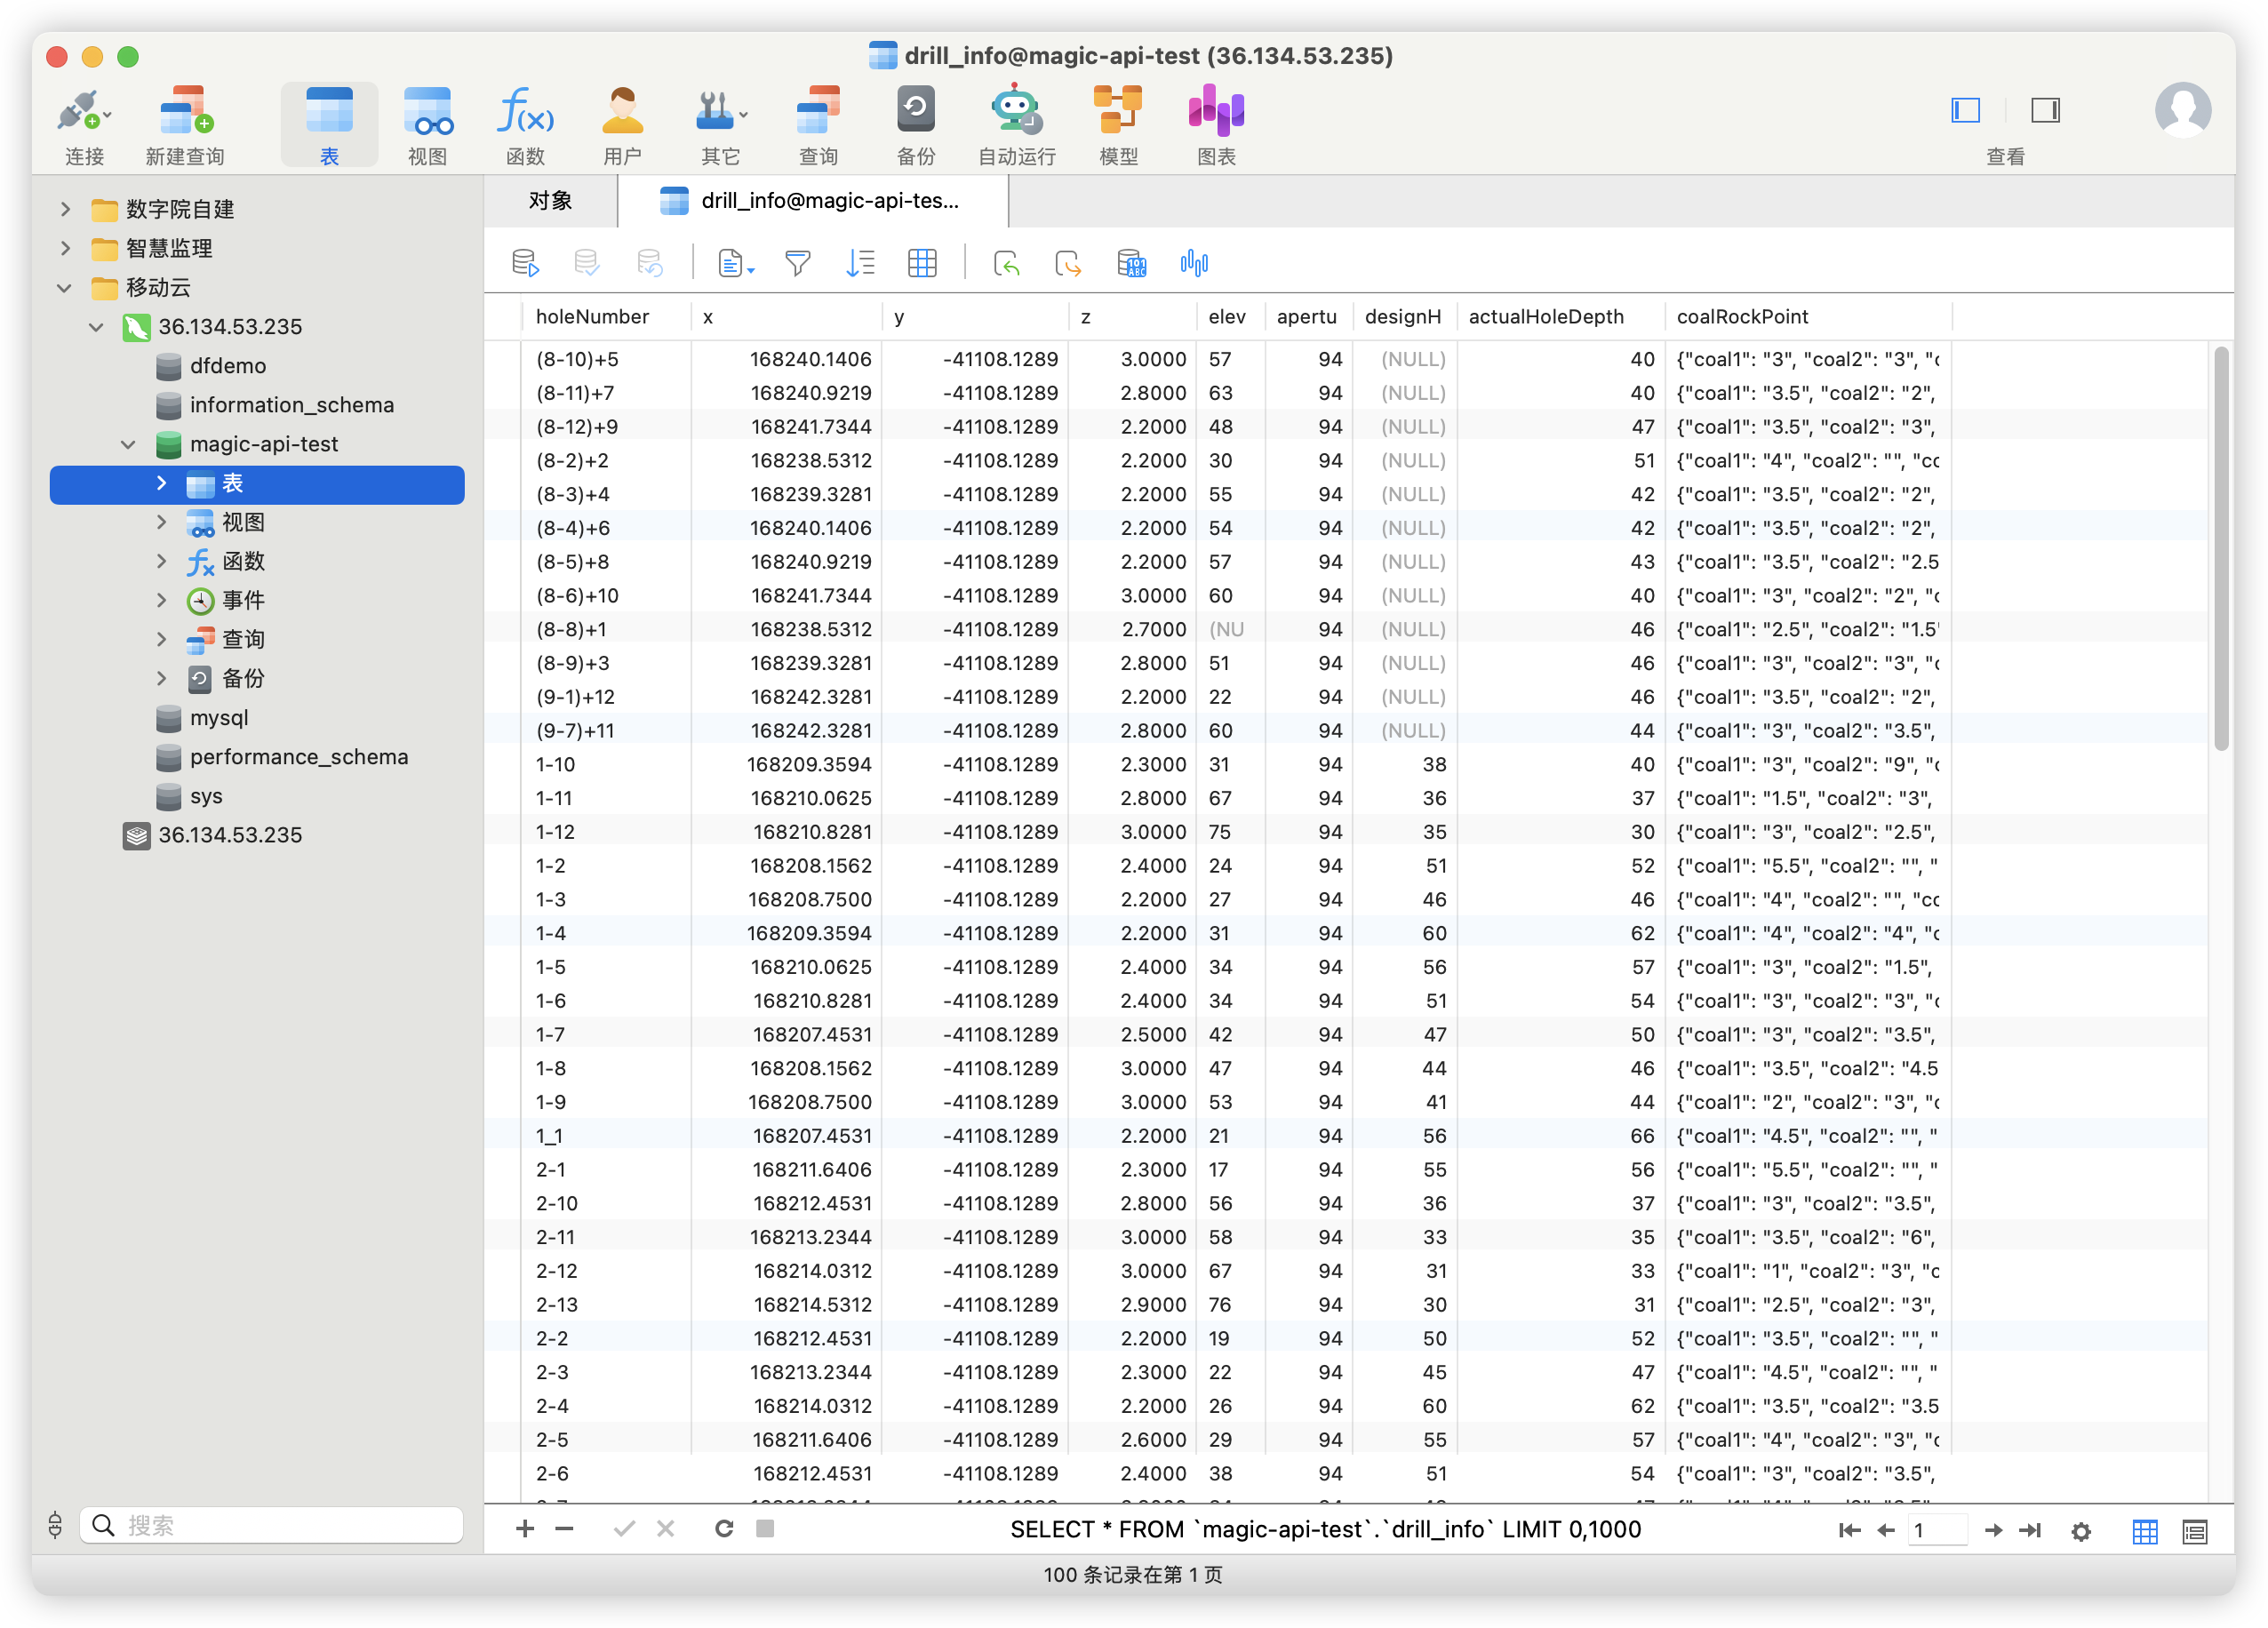 drill_info@magic-api-test (36.134.53.235)
连接 新建查询 表 视图 函数 用户 其它 查询 备份 自动运行 模型 图表 查看
数字院自建
智慧监理
移动云
36.134.53.235
dfdemo
information_schema
magic-api-test
表
视图
函数
事件
查询
备份
mysql
performance_schema
sys
36.134.53.235
搜索
对象 drill_info@magic-api-tes...
holeNumber x y z elev apertu designH actualHoleDepth coalRockPoint
(8-10)+5 168240.1406 -41108.1289 3.0000 57 94 (NULL) 40 {"coal1": "3", "coal2": "3", "c
(8-11)+7 168240.9219 -41108.1289 2.8000 63 94 (NULL) 40 {"coal1": "3.5", "coal2": "2",
(8-12)+9 168241.7344 -41108.1289 2.2000 48 94 (NULL) 47 {"coal1": "3.5", "coal2": "3",
(8-2)+2 168238.5312 -41108.1289 2.2000 30 94 (NULL) 51 {"coal1": "4", "coal2": "", "cc
(8-3)+4 168239.3281 -41108.1289 2.2000 55 94 (NULL) 42 {"coal1": "3.5", "coal2": "2",
(8-4)+6 168240.1406 -41108.1289 2.2000 54 94 (NULL) 42 {"coal1": "3.5", "coal2": "2",
(8-5)+8 168240.9219 -41108.1289 2.2000 57 94 (NULL) 43 {"coal1": "3.5", "coal2": "2.5
(8-6)+10 168241.7344 -41108.1289 3.0000 60 94 (NULL) 40 {"coal1": "3", "coal2": "2", "c
(8-8)+1 168238.5312 -41108.1289 2.7000 (NU 94 (NULL) 46 {"coal1": "2.5", "coal2": "1.5"
(8-9)+3 168239.3281 -41108.1289 2.8000 51 94 (NULL) 46 {"coal1": "3", "coal2": "3", "c
(9-1)+12 168242.3281 -41108.1289 2.2000 22 94 (NULL) 46 {"coal1": "3.5", "coal2": "2",
(9-7)+11 168242.3281 -41108.1289 2.8000 60 94 (NULL) 44 {"coal1": "3", "coal2": "3.5",
1-10 168209.3594 -41108.1289 2.3000 31 94 38 40 {"coal1": "3", "coal2": "9", "c
1-11 168210.0625 -41108.1289 2.8000 67 94 36 37 {"coal1": "1.5", "coal2": "3",
1-12 168210.8281 -41108.1289 3.0000 75 94 35 30 {"coal1": "3", "coal2": "2.5",
1-2 168208.1562 -41108.1289 2.4000 24 94 51 52 {"coal1": "5.5", "coal2": "", "
1-3 168208.7500 -41108.1289 2.2000 27 94 46 46 {"coal1": "4", "coal2": "", "cc
1-4 168209.3594 -41108.1289 2.2000 31 94 60 62 {"coal1": "4", "coal2": "4", "c
1-5 168210.0625 -41108.1289 2.4000 34 94 56 57 {"coal1": "3", "coal2": "1.5",
1-6 168210.8281 -41108.1289 2.4000 34 94 51 54 {"coal1": "3", "coal2": "3", "c
1-7 168207.4531 -41108.1289 2.5000 42 94 47 50 {"coal1": "3", "coal2": "3.5",
1-8 168208.1562 -41108.1289 3.0000 47 94 44 46 {"coal1": "3.5", "coal2": "4.5
1-9 168208.7500 -41108.1289 3.0000 53 94 41 44 {"coal1": "2", "coal2": "3", "c
1_1 168207.4531 -41108.1289 2.2000 21 94 56 66 {"coal1": "4.5", "coal2": "", "
2-1 168211.6406 -41108.1289 2.3000 17 94 55 56 {"coal1": "5.5", "coal2": "", "
2-10 168212.4531 -41108.1289 2.8000 56 94 36 37 {"coal1": "3", "coal2": "3.5",
2-11 168213.2344 -41108.1289 3.0000 58 94 33 35 {"coal1": "3.5", "coal2": "6",
2-12 168214.0312 -41108.1289 3.0000 67 94 31 33 {"coal1": "1", "coal2": "3", "c
2-13 168214.5312 -41108.1289 2.9000 76 94 30 31 {"coal1": "2.5", "coal2": "3",
2-2 168212.4531 -41108.1289 2.2000 19 94 50 52 {"coal1": "3.5", "coal2": "", "
2-3 168213.2344 -41108.1289 2.3000 22 94 45 47 {"coal1": "4.5", "coal2": "", "
2-4 168214.0312 -41108.1289 2.2000 26 94 60 62 {"coal1": "3.5", "coal2": "3.5
2-5 168211.6406 -41108.1289 2.6000 29 94 55 57 {"coal1": "4", "coal2": "3", "c
2-6 168212.4531 -41108.1289 2.4000 38 94 51 54 {"coal1": "3", "coal2": "3.5",
SELECT * FROM `magic-api-test`.`drill_info` LIMIT 0,1000 1
100 条记录在第 1 页